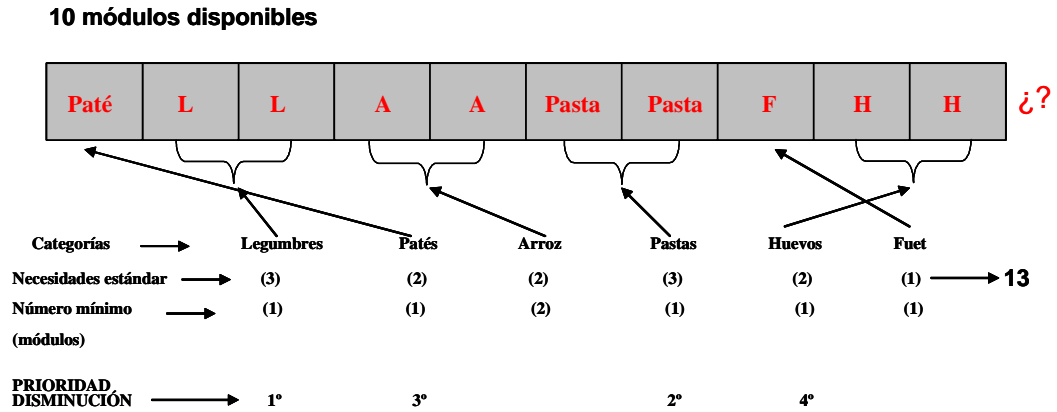 10 módulos disponibles
Paté L L A A Pasta Pasta F H H ¿?
Categorías Legumbres Patés Arroz Pastas Huevos Fuet
Necesidades estándar (3) (2) (2) (3) (2) (1) 13
Número mínimo (1) (1) (2) (1) (1) (1)
(módulos)
PRIORIDAD
DISMINUCIÓN 1º 3º 2º 4º